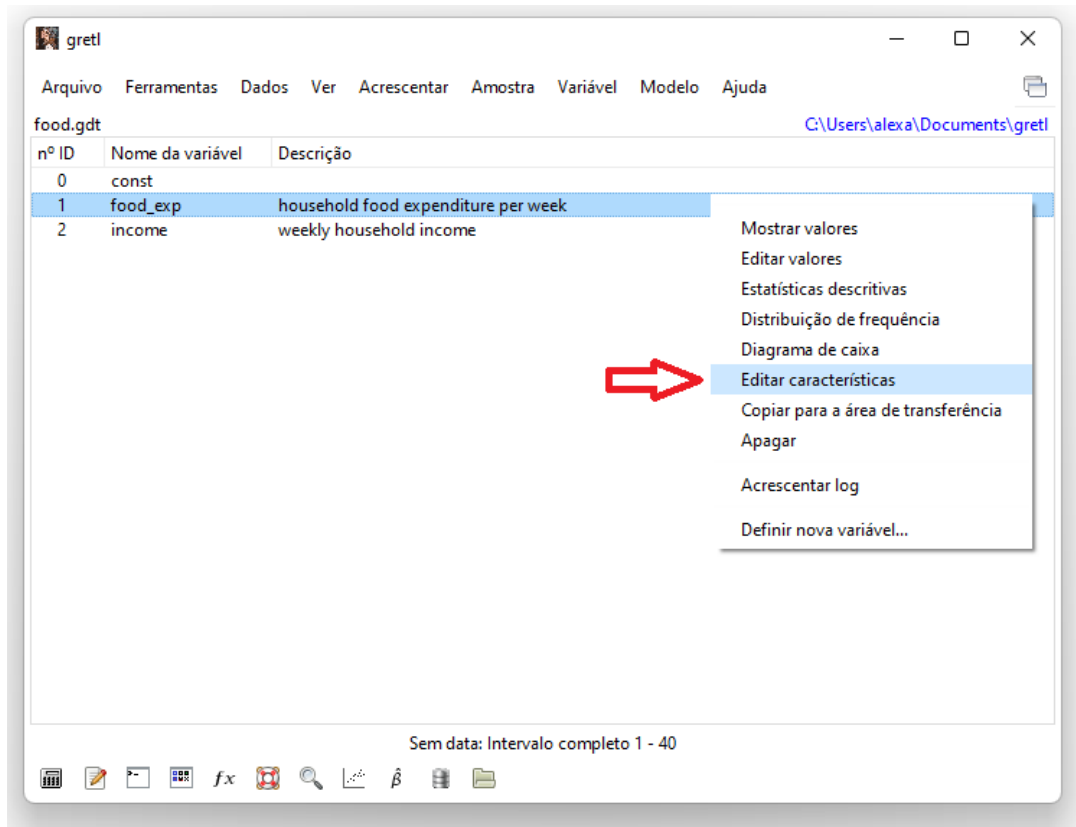 gretl
Arquivo Ferramentas Dados Ver Acrescentar Amostra Variável Modelo Ajuda
food.gdt C:\Users\alexa\Documents\gretl
nº ID Nome da variável Descrição
0 const
1 food_exp household food expenditure per week
2 income weekly household income
Mostrar valores
Editar valores
Estatísticas descritivas
Distribuição de frequência
Diagrama de caixa
Editar características
Copiar para a área de transferência
Apagar
Acrescentar log
Definir nova variável...
Sem data: Intervalo completo 1 - 40
fx β̂